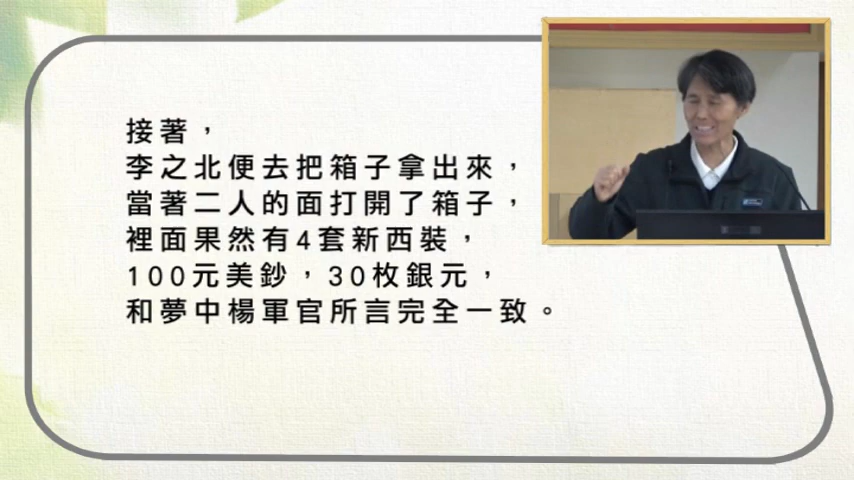 接著，
李之北便去把箱子拿出來，
當著二人的面打開了箱子，
裡面果然有4套新西裝，
100元美鈔，30枚銀元，
和夢中楊軍官所言完全一致。